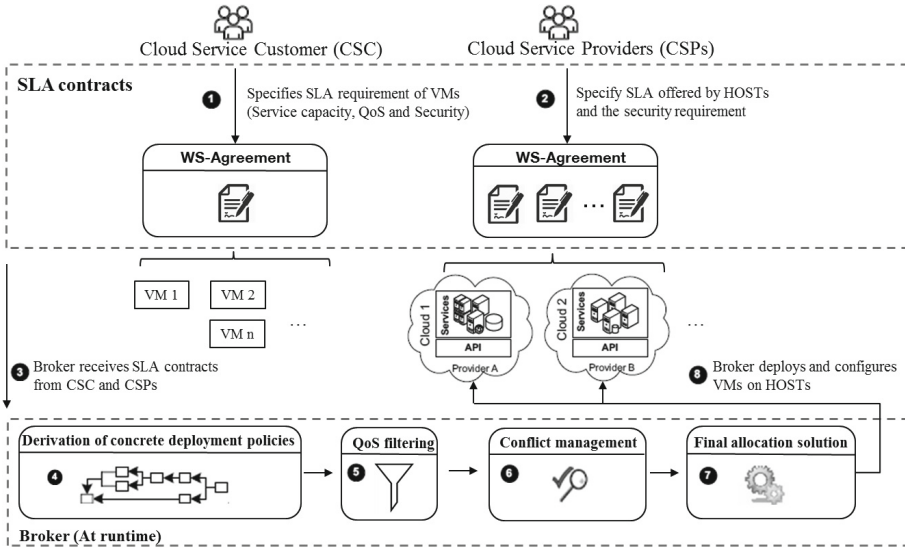 Cloud Service Customer (CSC)
Cloud Service Providers (CSPs)
SLA contracts
1
Specifies SLA requirement of VMs
(Service capacity, QoS and Security)
2
Specify SLA offered by HOSTs
and the security requirement
WS-Agreement
WS-Agreement
...
VM 1
VM 2
...
VM n
Cloud 1
Services
API
Provider A
Cloud 2
Services
API
Provider B
...
3
Broker receives SLA contracts
from CSC and CSPs
8
Broker deploys and configures
VMs on HOSTs
Derivation of concrete deployment policies
4
QoS filtering
5
Conflict management
6
Final allocation solution
7
Broker (At runtime)